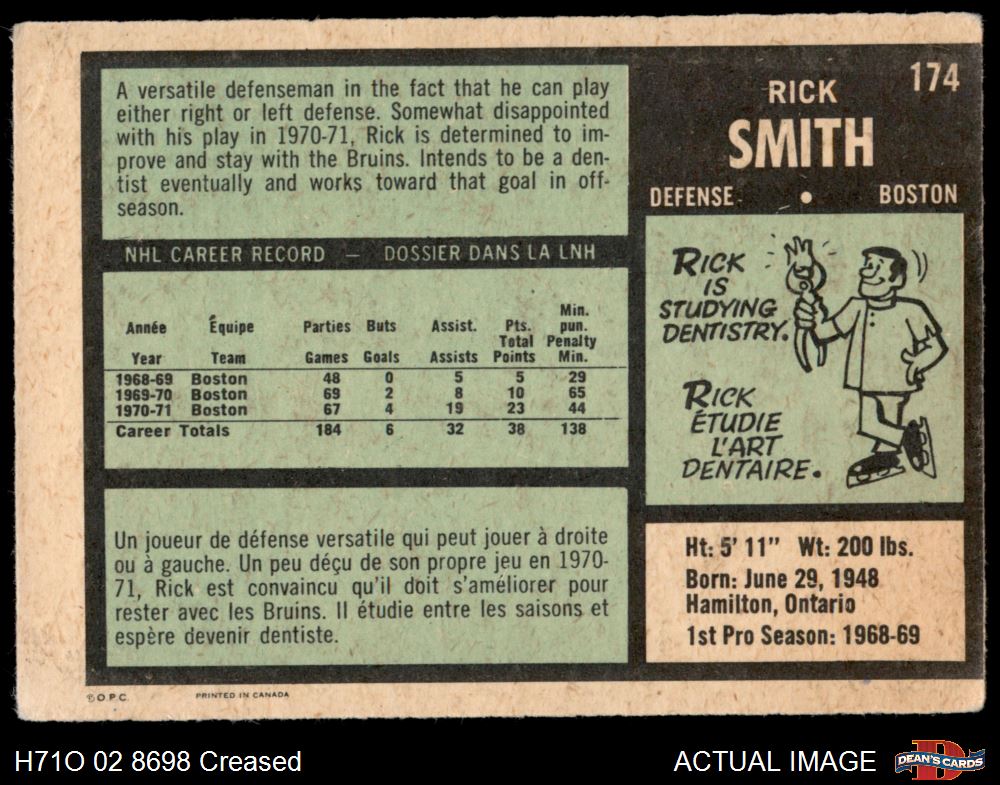 A versatile defenseman in the fact that he can play
either right or left defense. Somewhat disappointed
with his play in 1970-71, Rick is determined to im-
prove and stay with the Bruins. Intends to be a den-
tist eventually and works toward that goal in off-
season.
NHL CAREER RECORD — DOSSIER DANS LA LNH
Année Équipe Parties Buts Assist. Pts. Total Min. pun.
Year Team Games Goals Assists Points Penalty Min.
1968-69 Boston 48 0 5 5 29
1969-70 Boston 69 2 8 10 65
1970-71 Boston 67 4 19 23 44
Career Totals 184 6 32 38 138
Un joueur de défense versatile qui peut jouer à droite
ou à gauche. Un peu déçu de son propre jeu en 1970-
71, Rick est convaincu qu'il doit s'améliorer pour
rester avec les Bruins. Il étudie entre les saisons et
espère devenir dentiste.
©O.P.C. PRINTED IN CANADA
174
RICK
SMITH
DEFENSE • BOSTON
RICK
IS
STUDYING
DENTISTRY.
RICK
ÉTUDIE
L'ART
DENTAIRE.
Ht: 5' 11" Wt: 200 lbs.
Born: June 29, 1948
Hamilton, Ontario
1st Pro Season: 1968-69
H71O 02 8698 Creased
ACTUAL IMAGE
D
DEAN'S CARDS